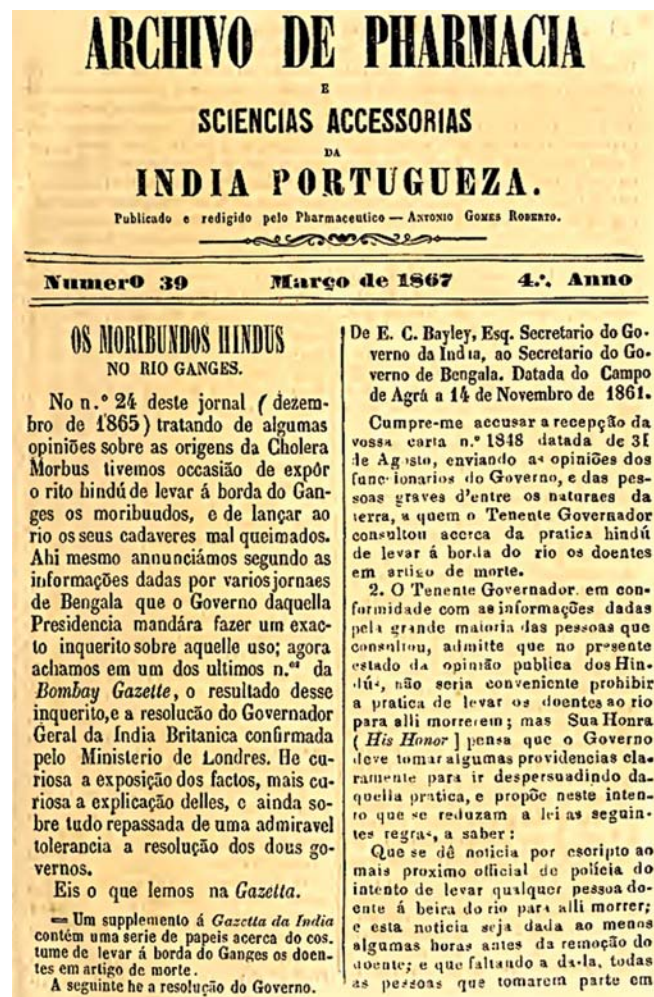 ARCHIVO DE PHARMACIA
E
SCIENCIAS ACCESSORIAS
DA
INDIA PORTUGUEZA.
Publicado e redigido pelo Pharmaceutico — ANTONIO GOMES ROBERTO.
Numero 39 Março de 1867 4.º Anno
OS MORIBUNDOS HINDUS
NO RIO GANGES.
No n.º 24 deste jornal ( dezem-
bro de 1865) tratando de algumas
opiniões sobre as origens da Cholera
Morbus tivemos occasião de expôr
o rito hindú de levar á borda do Gan-
ges os moribuudos, e de lançar ao
rio os seus cadaveres mal queimados.
Ahi mesmo annunciámos segundo as
informações dadas por varios jornaes
de Bengala que o Governo daquella
Presidencia mandára fazer um exac-
to inquerito sobre aquelle uso; agora
achamos em um dos ultimos n.ºˢ da
Bombay Gazette, o resultado desse
inquerito,e a resolucão do Governador
Geral da India Britanica confirmada
pelo Ministerio de Londres. He cu-
riosa a exposição dos factos, mais cu-
riosa a explicação delles, e ainda so-
bre tudo repassada de uma admiravel
tolerancia a resolução dos dous go-
vernos.
Eis o que lemos na Gazetta.
= Um supplemento á Gazetta da India
contém uma serie de papeis acerca do cos.
tume de levar á borda do Ganges os doen-
tes em artigo de morte.
A seguinte he a resolução do Governo.
De E. C. Bayley, Esq. Secretario do Go-
verno da India, ao Secretario do Go-
verno de Bengala. Datada do Campo
de Agrá a 14 de Novembro de 1861.
Cumpre-me accusar a recepção da
vossa carta n.º 1848 datada de 31
de Agosto, enviando as opiniões dos
funccionarios do Governo, e das pes-
soas graves d'entre os naturaes da
terra, a quem o Tenente Governador
consultou acerca da pratica hindú
de levar á borda do rio os doentes
em artigo de morte.
2. O Tenente Governador. em con-
formidade com as informações dadas
pela grande maioria das pessoas que
consultou, admitte que no presente
estado da opinião publica dos Hin-
dús, não seria conveniente prohibir
a pratica de levar os doentes ao rio
para alli morrerem ; mas Sua Honra
( His Honor ] pensa que o Governo
deve tomar algumas providencias cla-
ramente para ir despersuadindo da-
quella pratica, e propõe neste inten-
to que se reduzam a lei as seguin-
tes regras, a saber :
Que se dê noticia por escripto ao
mais proximo official de polícia do
intento de levar qualquer pessoa do-
ente á beira do rio para alli morrer;
e esta noticia seja dada ao menos
algumas horas antes da remoção do
doente; e que faltando a da-la, todas
as pessoas que tomarem parte em